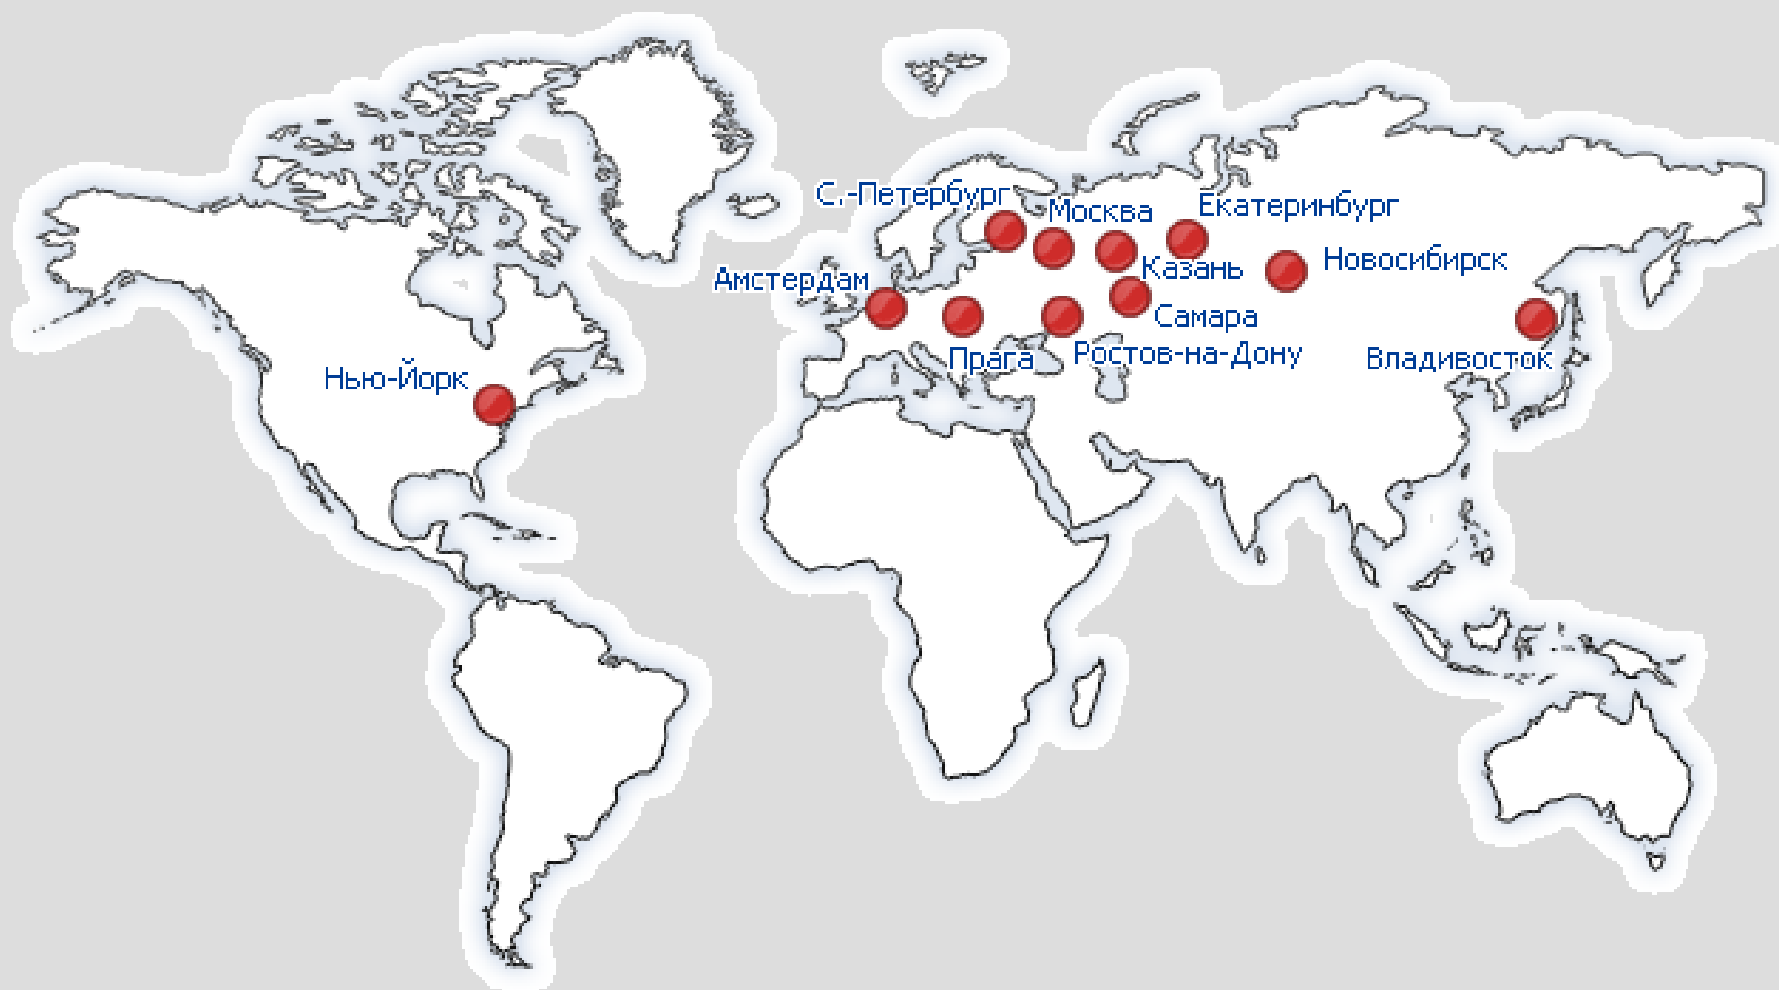 С.-Петербург
Москва
Екатеринбург
Амстердам
Казань
Новосибирск
Самара
Прага
Ростов-на-Дону
Владивосток
Нью-Йорк